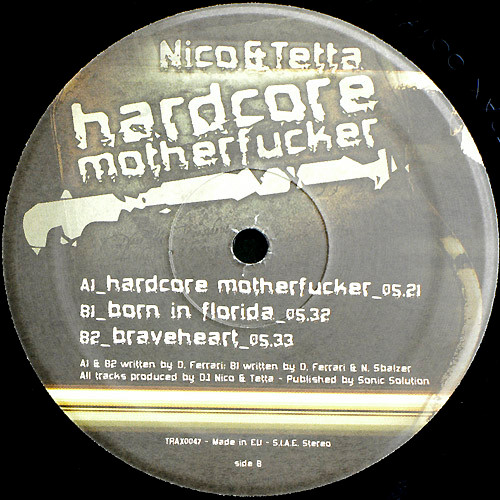 Nico & Tetta
hardcore
motherfucker
A1_hardcore motherfucker_05.21
B1_born in florida_05.32
B2_braveheart_05.33
A1 & B2 written by D. Ferrari; B1 written by D. Ferrari & N. Sbalzer
All tracks produced by DJ Nico & Tetta - Published by Sonic Solution
TRAX0047 - Made in EU - S.I.A.E. Stereo
side B